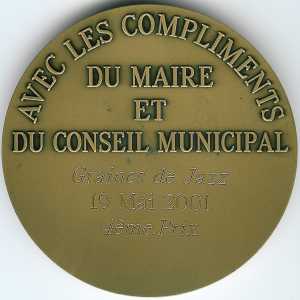 AVEC LES COMPLIMENTS
DU MAIRE
ET
DU CONSEIL MUNICIPAL
Graines de Jazz
19 Mai 2001
4ème Prix